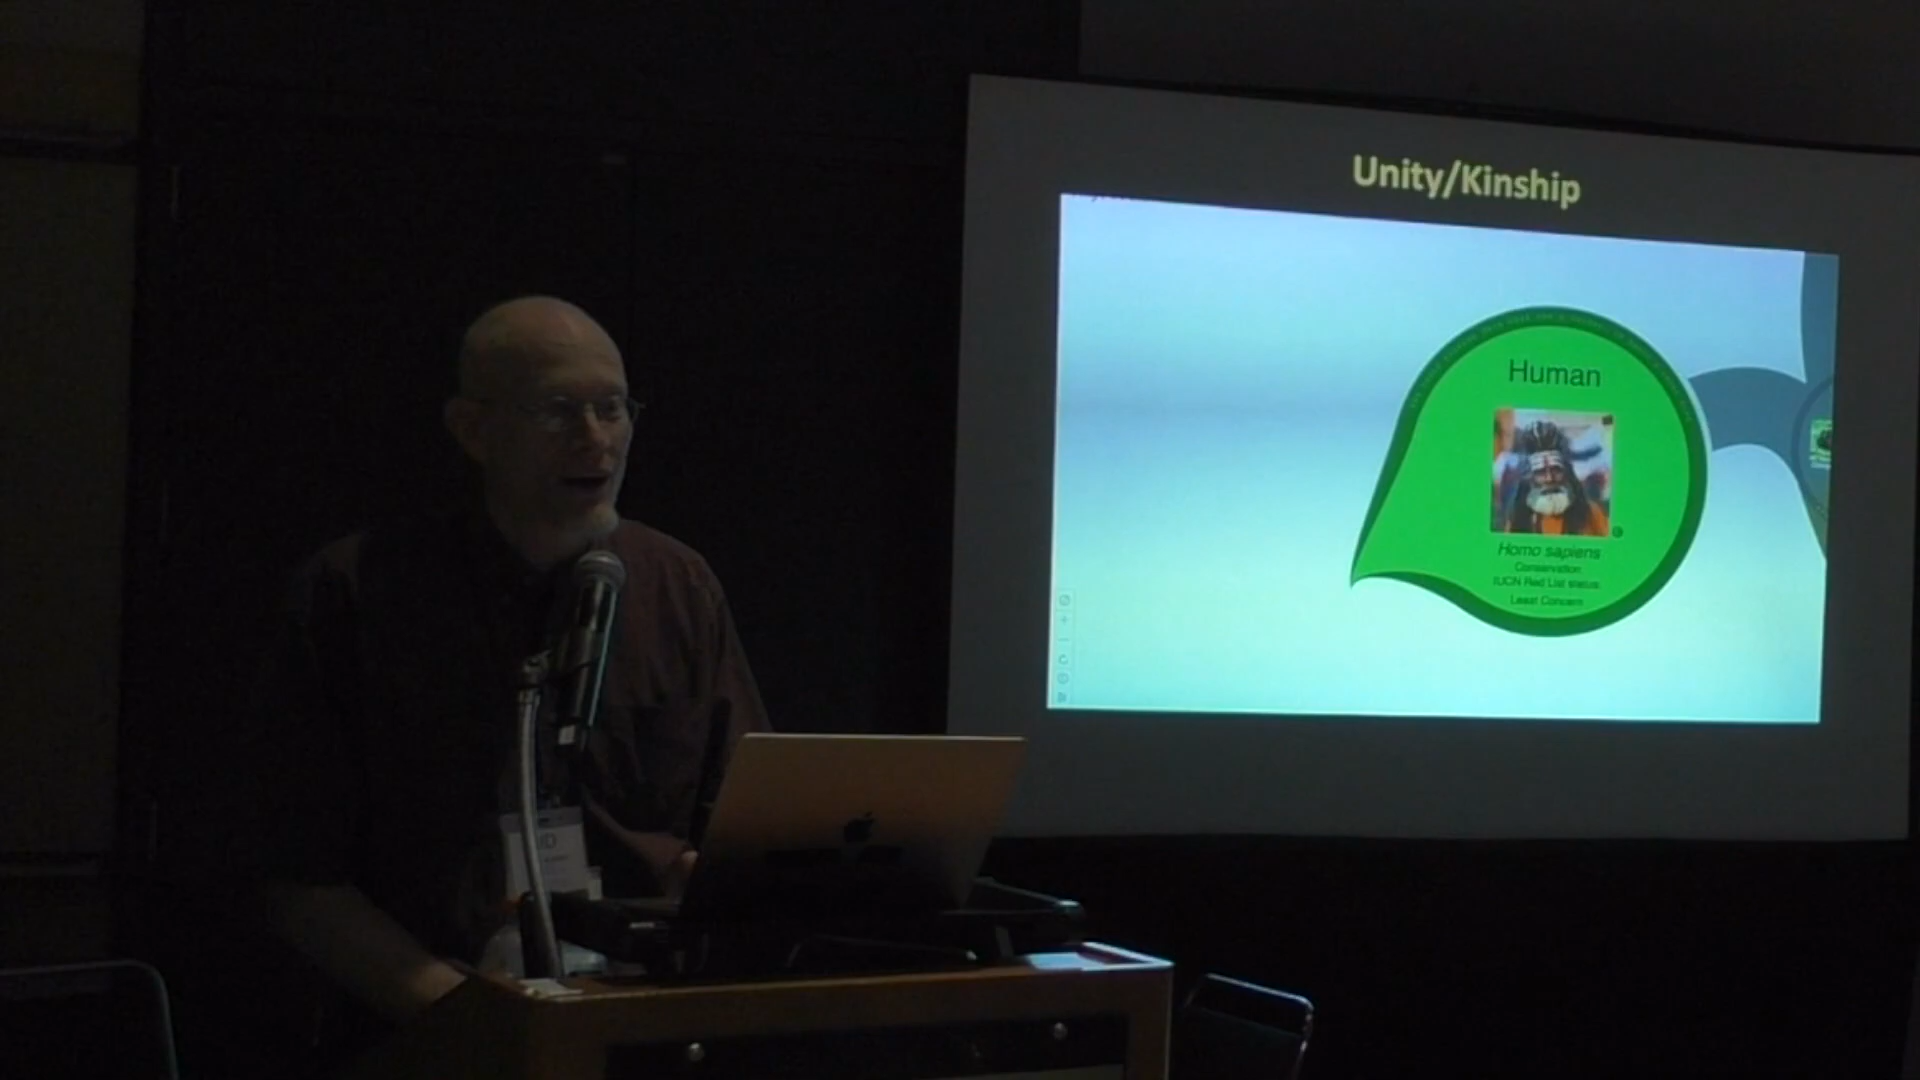 Unity/Kinship
Human
Homo sapiens
Conservation
IUCN Red List status:
Least Concern